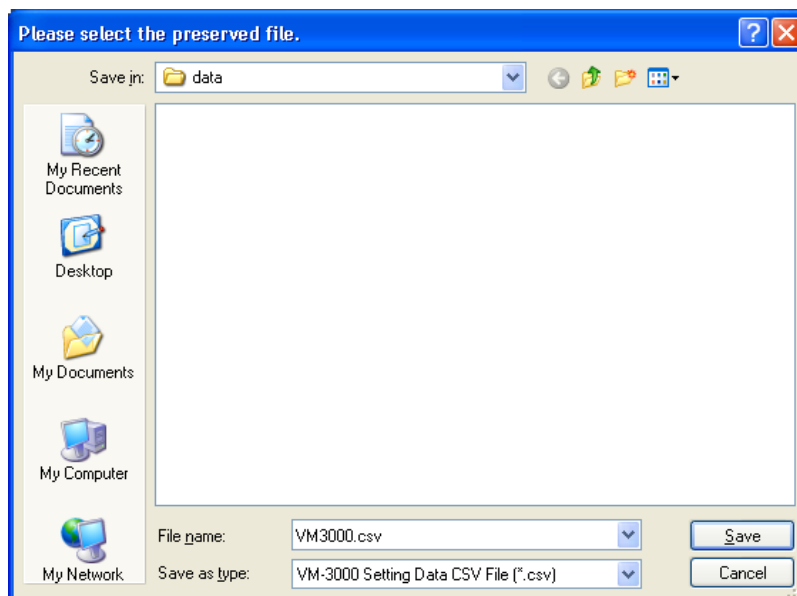 Please select the preserved file.
Save in:
data
My Recent
Documents
Desktop
My Documents
My Computer
My Network
File name:
VM3000.csv
Save
Save as type:
VM-3000 Setting Data CSV File (*.csv)
Cancel